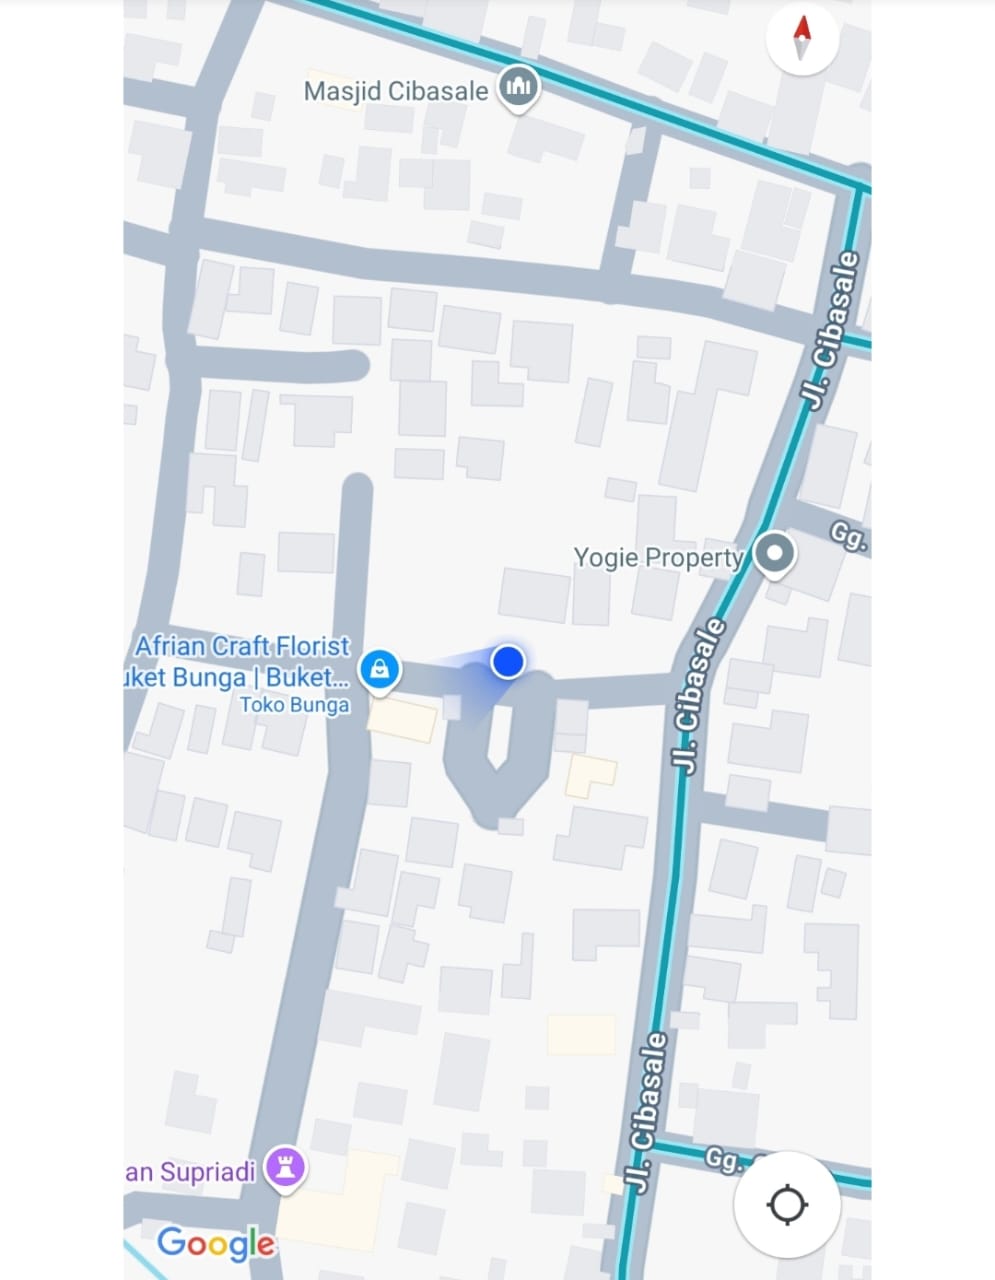 Masjid Cibasale
Jl. Cibasale
Gg.
Yogie Property
Jl. Cibasale
Afrian Craft Florist
uket Bunga | Buket...
Toko Bunga
Jl. Cibasale
Gg.
an Supriadi
Google